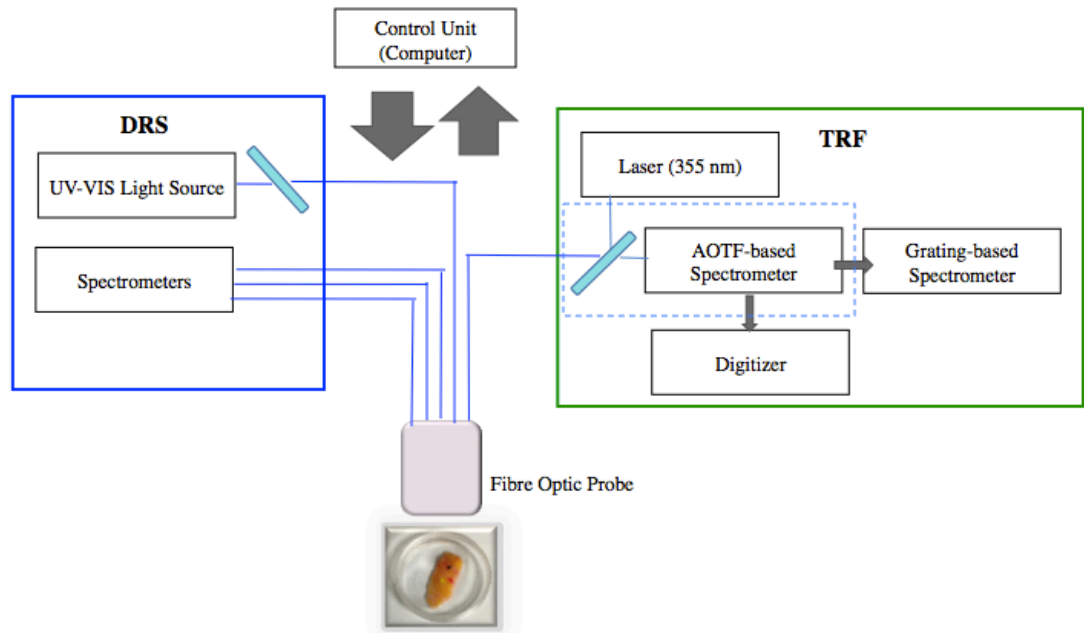 Control Unit
(Computer)
DRS
UV-VIS Light Source
Spectrometers
TRF
Laser (355 nm)
AOTF-based
Spectrometer
Grating-based
Spectrometer
Digitizer
Fibre Optic Probe